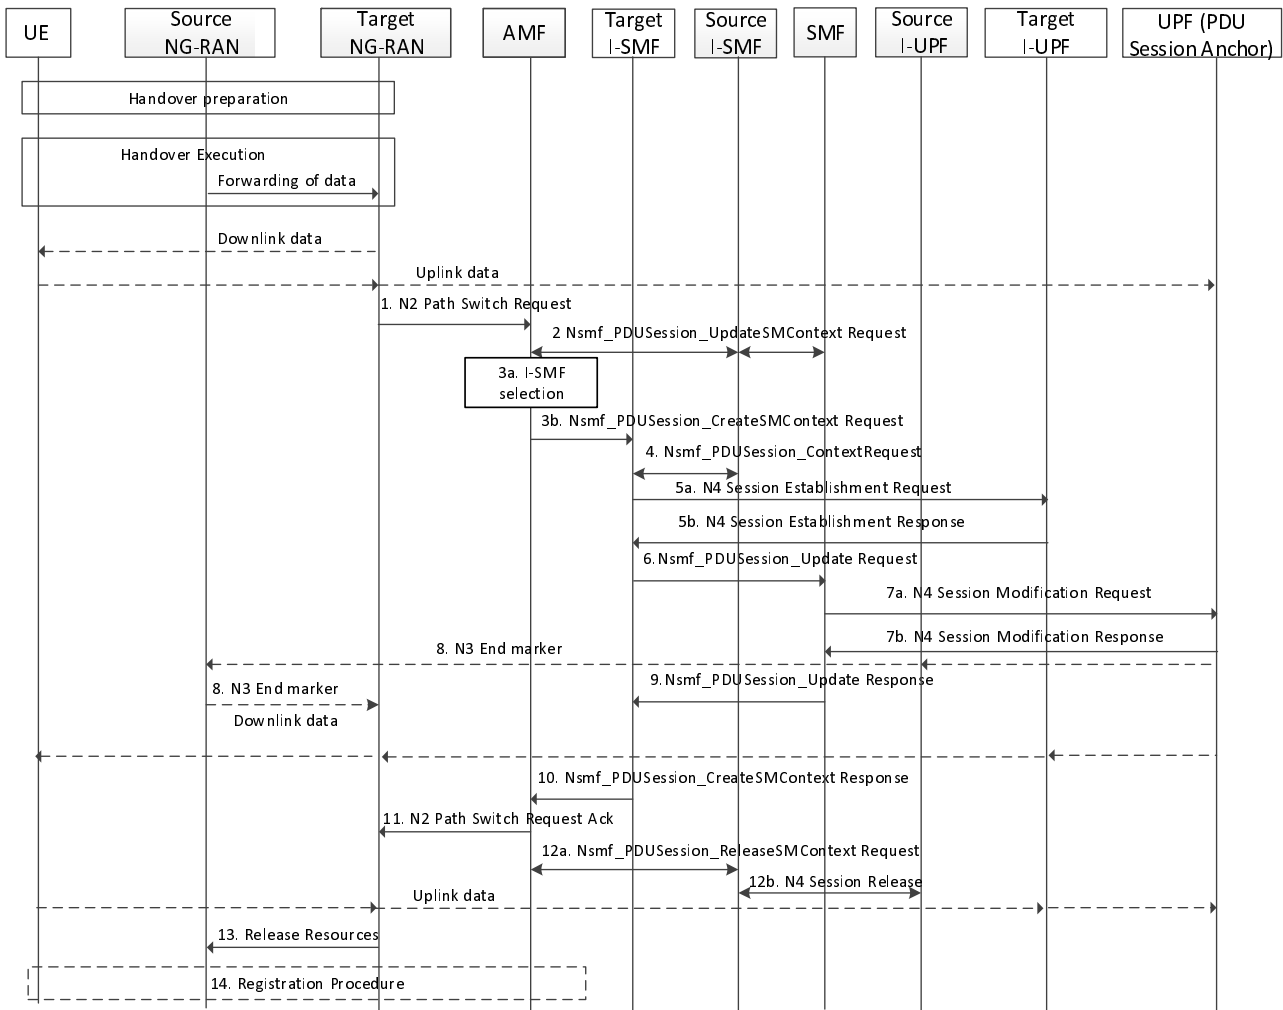 UE
Source
NG-RAN
Target
NG-RAN
AMF
Target
I-SMF
Source
I-SMF
SMF
Source
I-UPF
Target
I-UPF
UPF (PDU
Session Anchor)
Handover preparation
Handover Execution
Forwarding of data
Downlink data
Uplink data
1. N2 Path Switch Request
2 Nsmf_PDUSession_UpdateSMContext Request
3a. I-SMF
selection
3b. Nsmf_PDUSession_CreateSMContext Request
4. Nsmf_PDUSession_ContextRequest
5a. N4 Session Establishment Request
5b. N4 Session Establishment Response
6. Nsmf_PDUSession_Update Request
7a. N4 Session Modification Request
7b. N4 Session Modification Response
8. N3 End marker
9. Nsmf_PDUSession_Update Response
8. N3 End marker
Downlink data
10. Nsmf_PDUSession_CreateSMContext Response
11. N2 Path Switch Request Ack
12a. Nsmf_PDUSession_ReleaseSMContext Request
12b. N4 Session Release
Uplink data
13. Release Resources
14. Registration Procedure